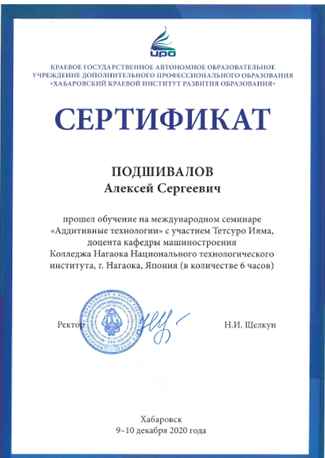 ИРО
КРАЕВОЕ ГОСУДАРСТВЕННОЕ АВТОНОМНОЕ ОБРАЗОВАТЕЛЬНОЕ
УЧРЕЖДЕНИЕ ДОПОЛНИТЕЛЬНОГО ПРОФЕССИОНАЛЬНОГО ОБРАЗОВАНИЯ
«ХАБАРОВСКИЙ КРАЕВОЙ ИНСТИТУТ РАЗВИТИЯ ОБРАЗОВАНИЯ»
СЕРТИФИКАТ
ПОДШИВАЛОВ
Алексей Сергеевич
прошел обучение на международном семинаре
«Аддитивные технологии» с участием Тетсуро Ияма,
доцента кафедры машиностроения
Колледжа Нагаока Национального технологического
института, г. Нагаока, Япония (в количестве 6 часов)
Ректор Н.И. Щелкун
Хабаровск
9–10 декабря 2020 года